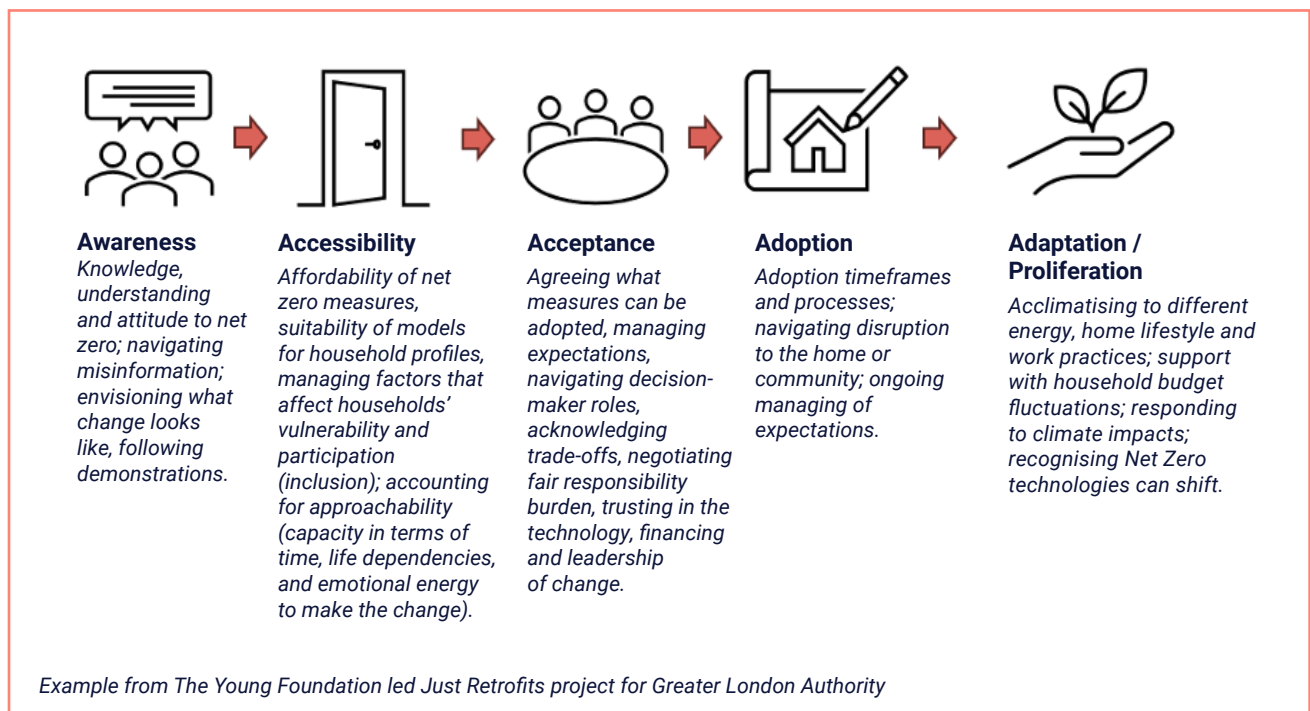 Awareness
Knowledge,
understanding
and attitude to net
zero; navigating
misinformation;
envisioning what
change looks
like, following
demonstrations.
Accessibility
Affordability of net
zero measures,
suitability of models
for household profiles,
managing factors that
affect households’
vulnerability and
participation
(inclusion); accounting
for approachability
(capacity in terms of
time, life dependencies,
and emotional energy
to make the change).
Acceptance
Agreeing what
measures can be
adopted, managing
expectations,
navigating decision-
maker roles,
acknowledging
trade-offs, negotiating
fair responsibility
burden, trusting in the
technology, financing
and leadership
of change.
Adoption
Adoption timeframes
and processes;
navigating disruption
to the home or
community; ongoing
managing of
expectations.
Adaptation /
Proliferation
Acclimatising to different
energy, home lifestyle and
work practices; support
with household budget
fluctuations; responding
to climate impacts;
recognising Net Zero
technologies can shift.
Example from The Young Foundation led Just Retrofits project for Greater London Authority